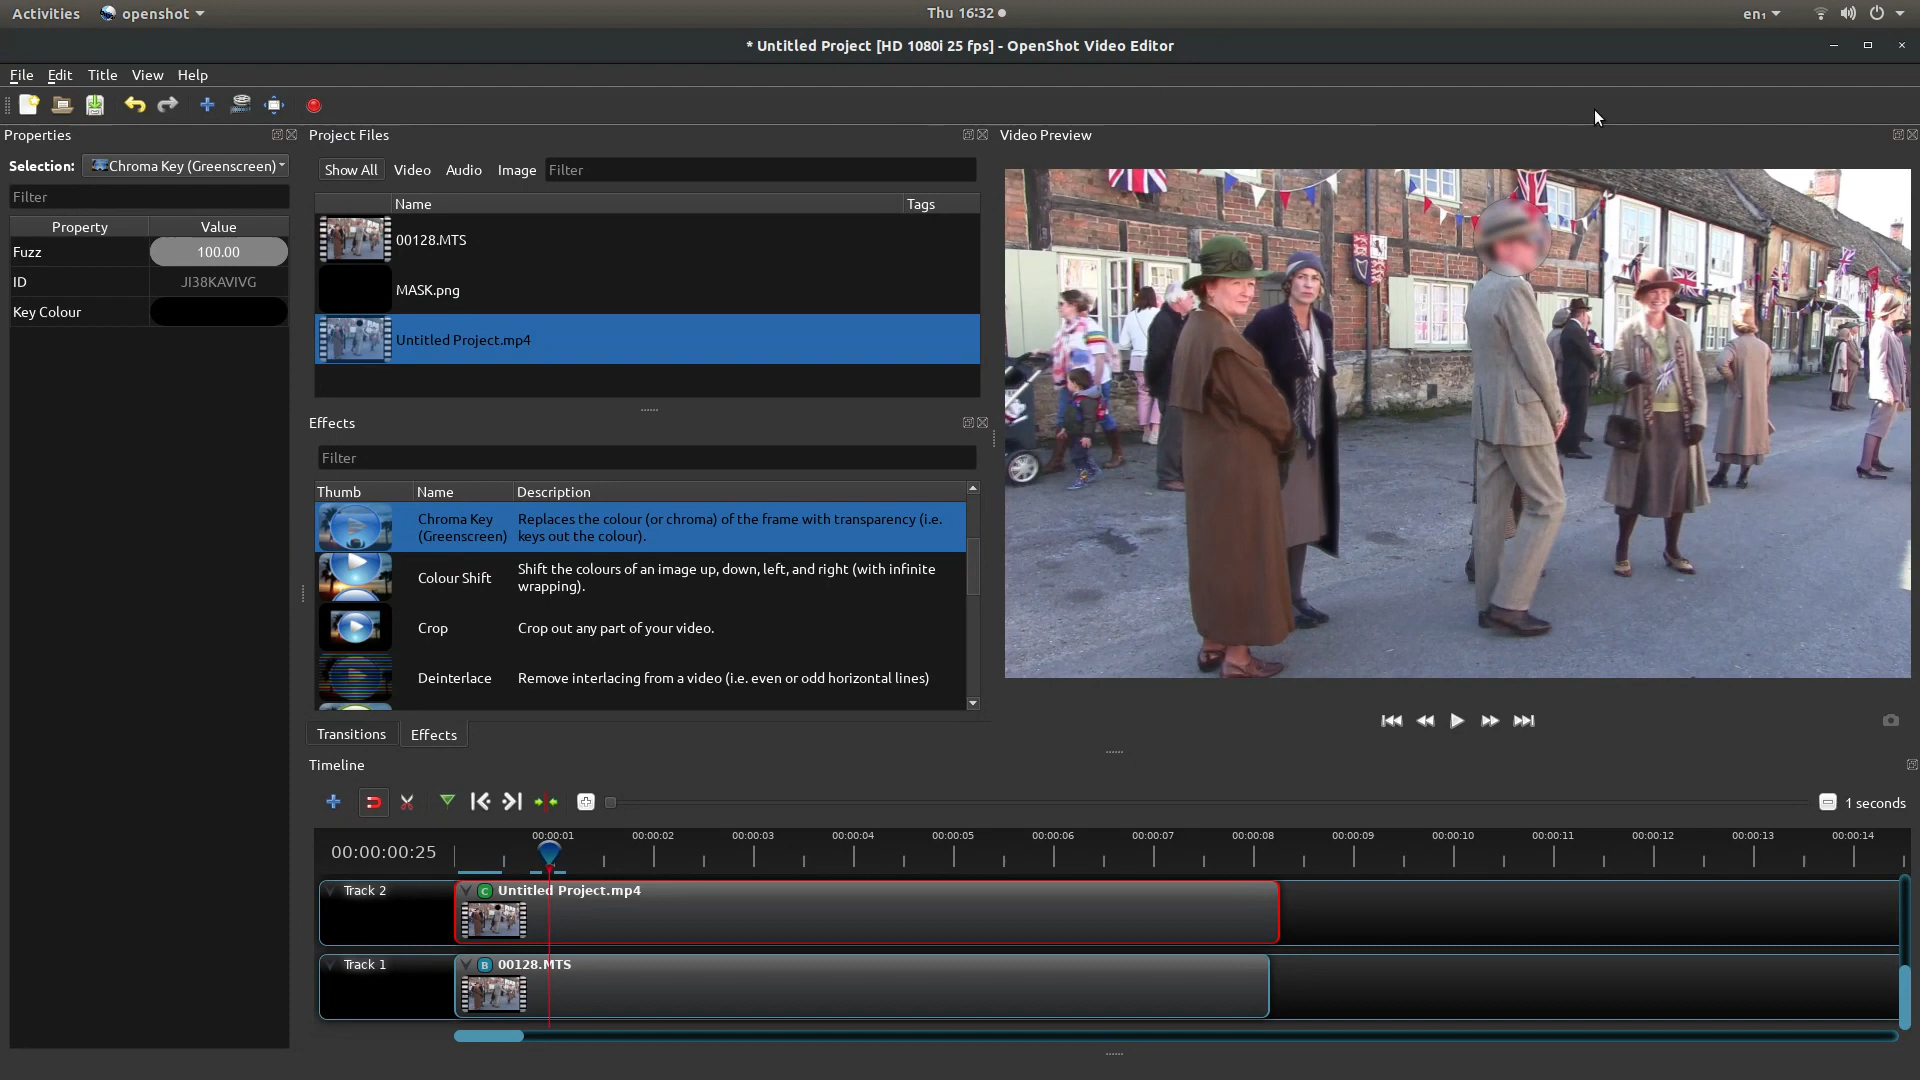 Activities openshot Thu 16:32 en₁
* Untitled Project [HD 1080i 25 fps] - OpenShot Video Editor
File Edit Title View Help
Properties
Selection: Chroma Key (Greenscreen)
Filter
Property Value
Fuzz 100.00
ID JI38KAVIVG
Key Colour
Project Files
Show All Video Audio Image Filter
Name Tags
00128.MTS
MASK.png
Untitled Project.mp4
Effects
Filter
Thumb Name Description
Chroma Key (Greenscreen)
Replaces the colour (or chroma) of the frame with transparency (i.e.
keys out the colour).
Colour Shift
Shift the colours of an image up, down, left, and right (with infinite
wrapping).
Crop Crop out any part of your video.
Deinterlace Remove interlacing from a video (i.e. even or odd horizontal lines)
Transitions Effects
Video Preview
Timeline
1 seconds
00:00:00:25
00:00:01 00:00:02 00:00:03 00:00:04 00:00:05 00:00:06 00:00:07 00:00:08 00:00:09 00:00:10 00:00:11 00:00:12 00:00:13 00:00:14
Track 2 C Untitled Project.mp4
Track 1 B 00128.MTS